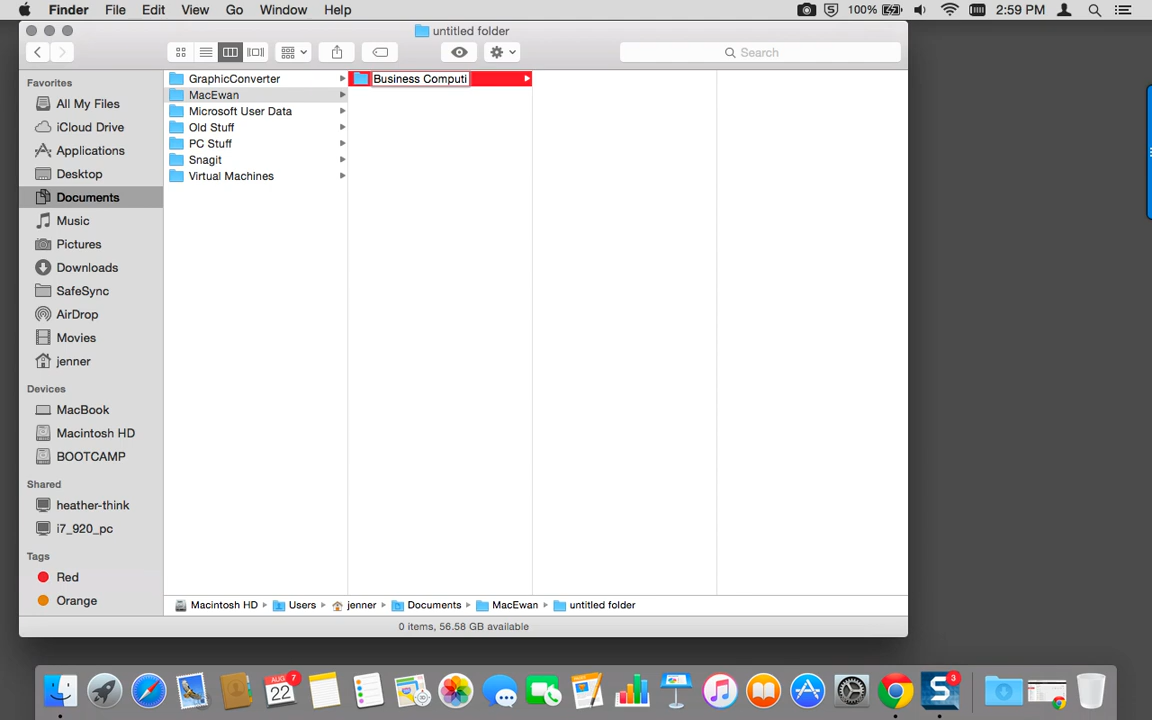 Finder File Edit View Go Window Help 100% 2:59 PM
untitled folder
Search
Favorites
All My Files
iCloud Drive
Applications
Desktop
Documents
Music
Pictures
Downloads
SafeSync
AirDrop
Movies
jenner
Devices
MacBook
Macintosh HD
BOOTCAMP
Shared
heather-think
i7_920_pc
Tags
Red
Orange
GraphicConverter
MacEwan
Microsoft User Data
Old Stuff
PC Stuff
Snagit
Virtual Machines
Business Computi
Macintosh HD Users jenner Documents MacEwan untitled folder
0 items, 56.58 GB available
AUG 22 7 S 3